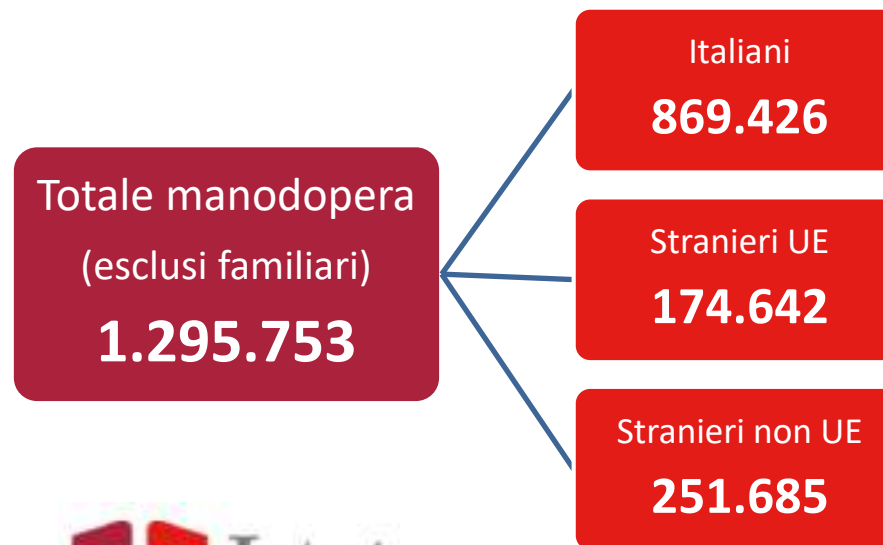 Totale manodopera
(esclusi familiari)
1.295.753
Italiani
869.426
Stranieri UE
174.642
Stranieri non UE
251.685